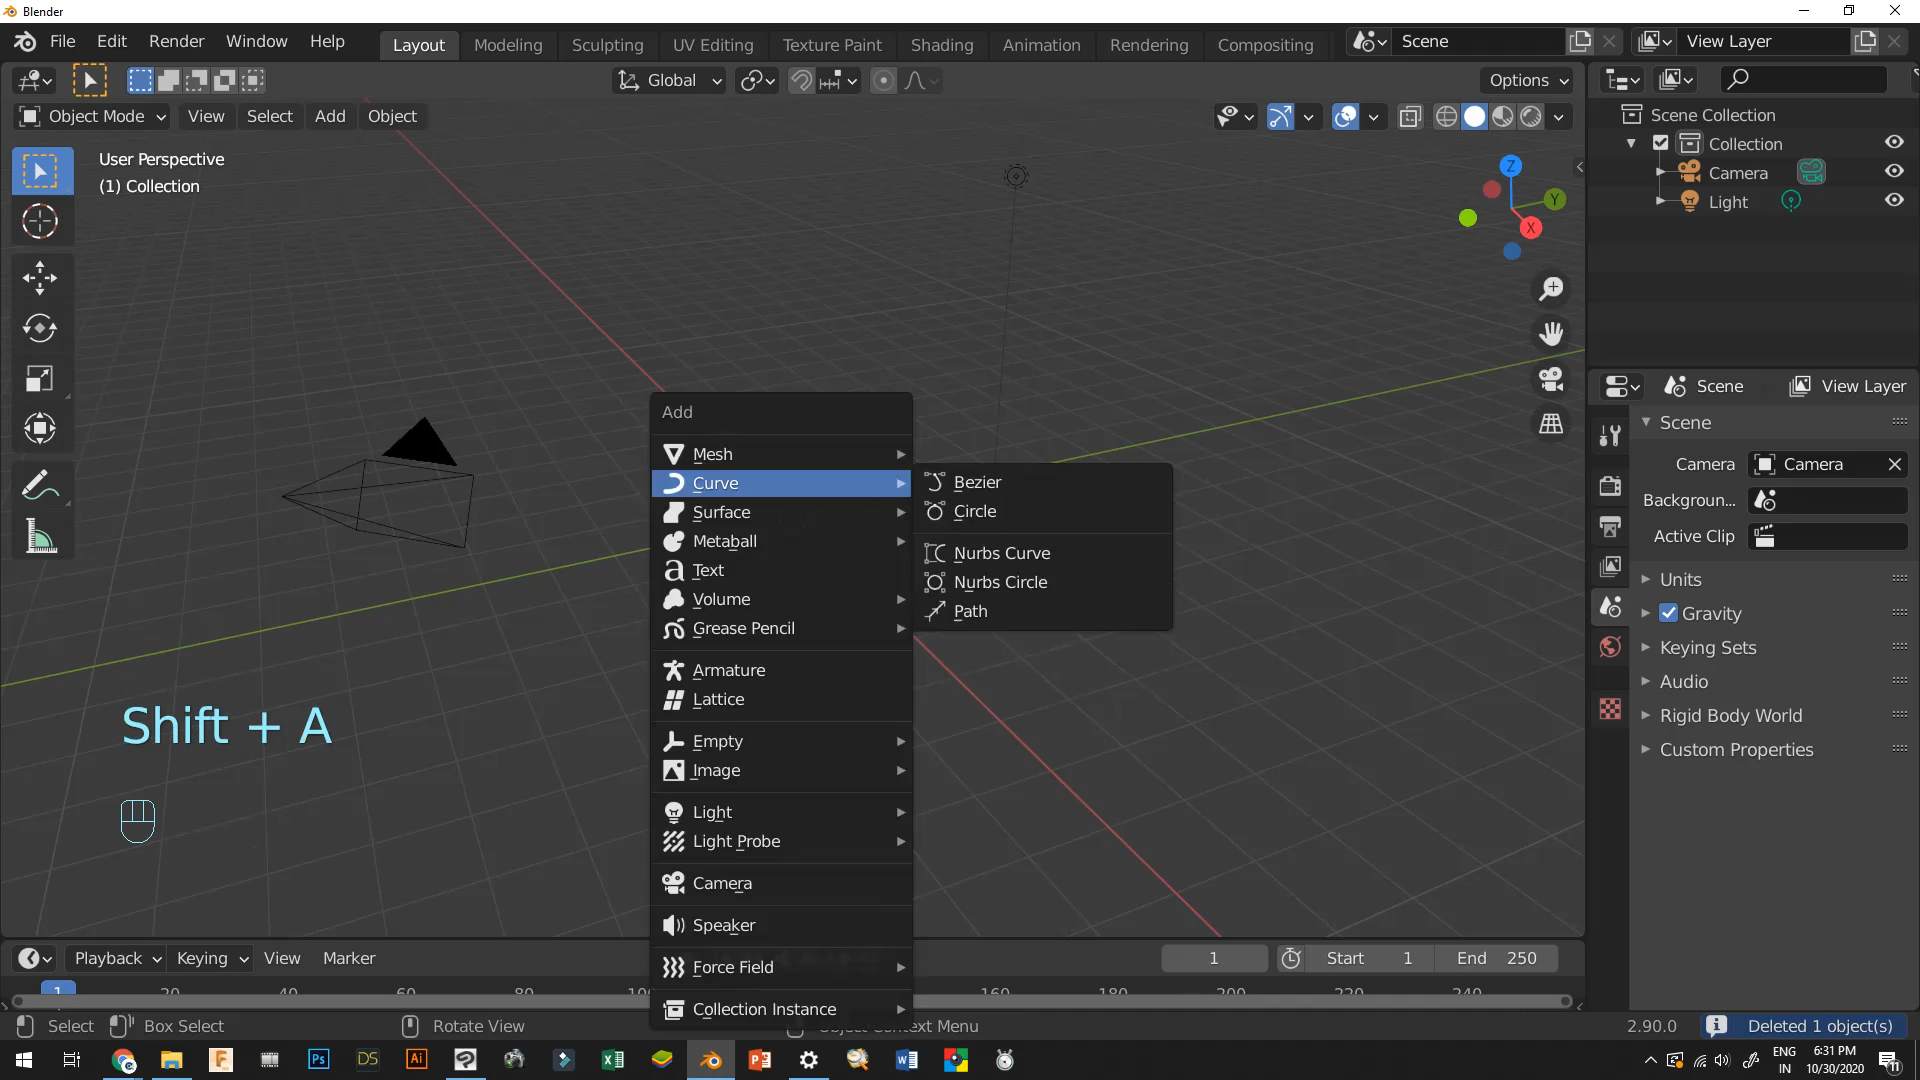 Blender
File Edit Render Window Help Layout Modeling Sculpting UV Editing Texture Paint Shading Animation Rendering Compositing Scene View Layer
Global Options
Object Mode View Select Add Object
User Perspective
(1) Collection
Z
Y
X
Scene Collection
Collection
Camera
Light
Scene View Layer
Scene
Camera Camera
Backgroun...
Active Clip
Units
Gravity
Keying Sets
Audio
Rigid Body World
Custom Properties
Add
Mesh
Curve
Surface
Metaball
Text
Volume
Grease Pencil
Armature
Lattice
Empty
Image
Light
Light Probe
Camera
Speaker
Force Field
Collection Instance
Bezier
Circle
Nurbs Curve
Nurbs Circle
Path
Shift + A
Playback Keying View Marker 1 Start 1 End 250
1 20 40 60 80 160 180 200 220 240
Select Box Select Rotate View Object Context Menu 2.90.0 Deleted 1 object(s)
Ps DS Ai
ENG 6:31 PM
IN 10/30/2020 11